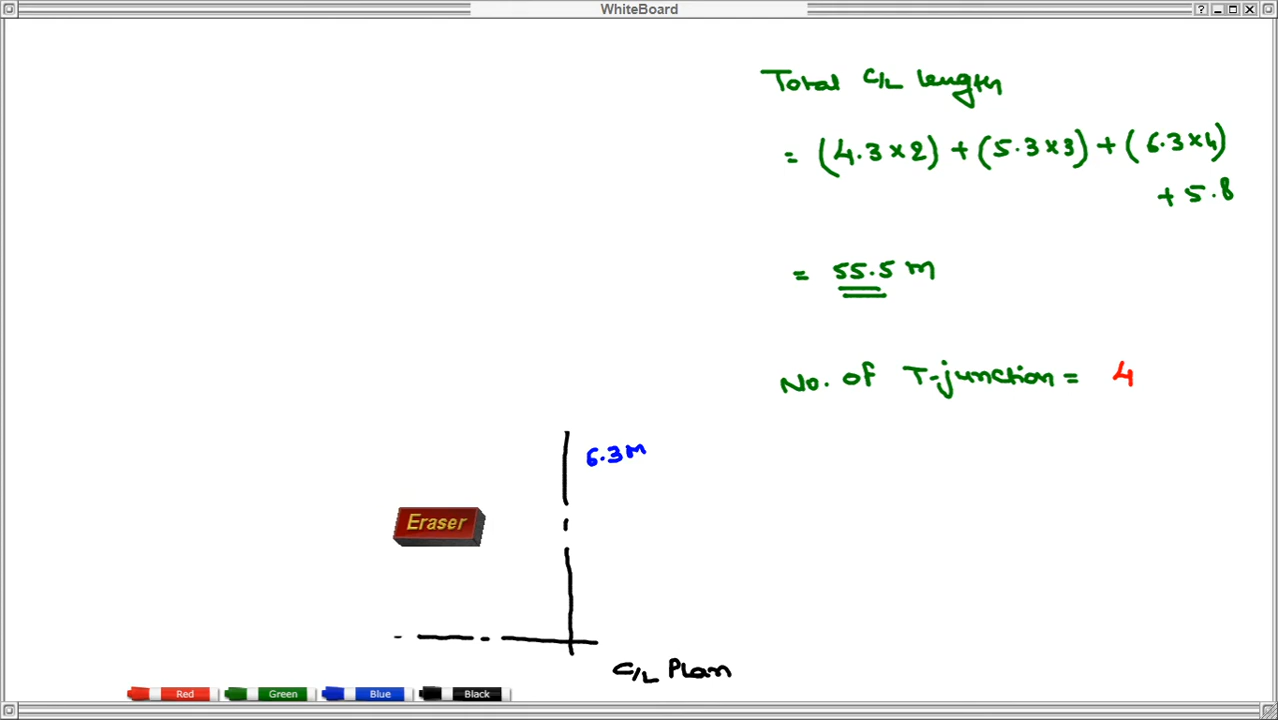 WhiteBoard
Total C/L length
= (4.3×2) + (5.3×3) + (6.3×4)
+ 5.8
= 55.5 m
No. of T-junction = 4
6.3M
Eraser
C/L Plan
Red Green Blue Black